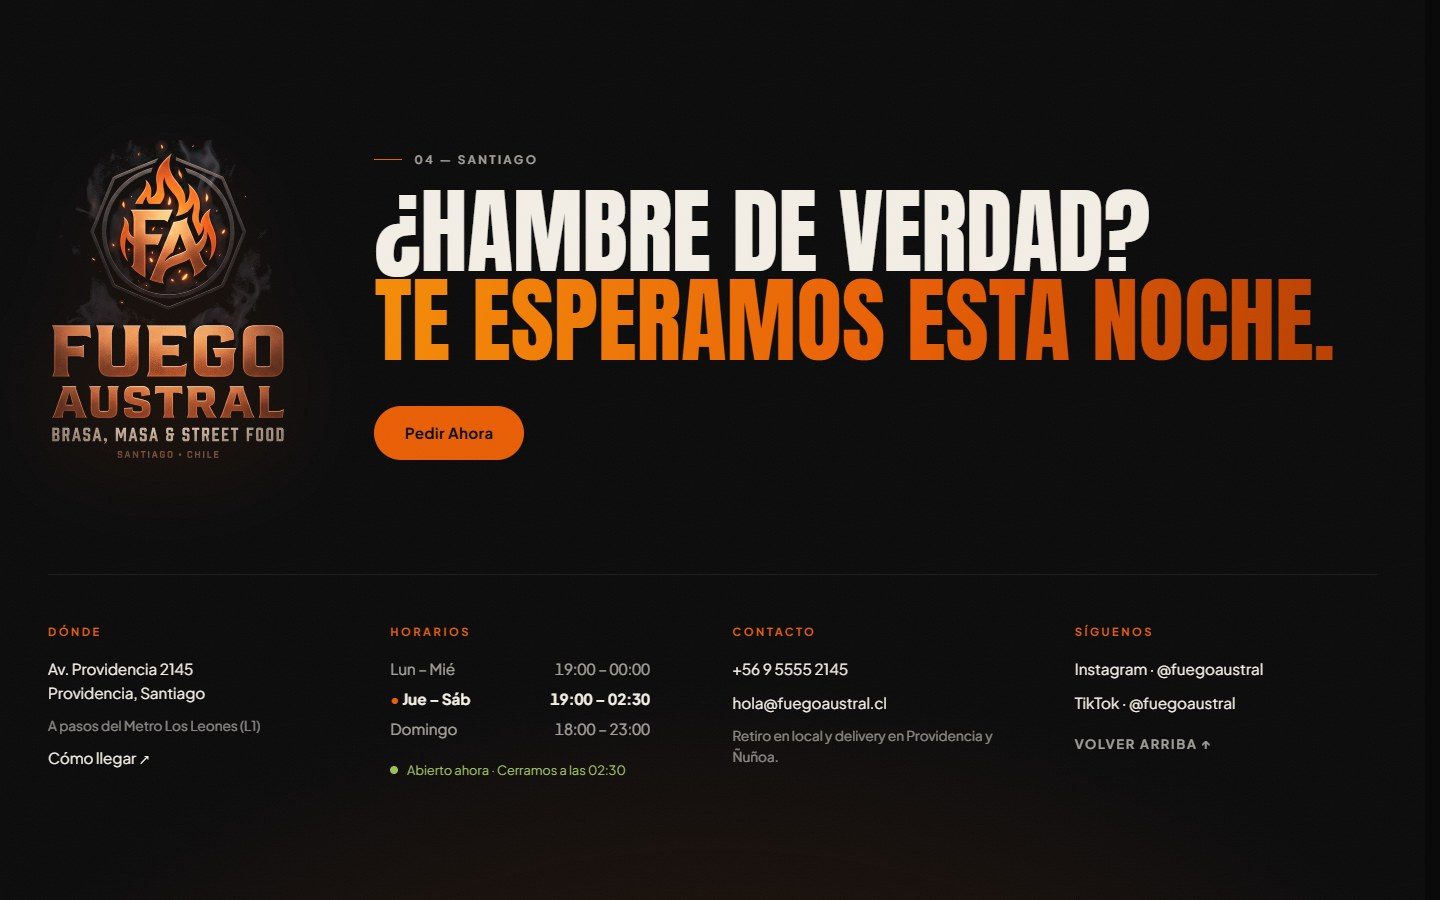 FA
FUEGO
AUSTRAL
BRASA, MASA & STREET FOOD
SANTIAGO • CHILE
04 — SANTIAGO
¿HAMBRE DE VERDAD?
TE ESPERAMOS ESTA NOCHE.
Pedir Ahora
DÓNDE
Av. Providencia 2145
Providencia, Santiago
A pasos del Metro Los Leones (L1)
Cómo llegar ↗
HORARIOS
Lun – Mié 19:00 – 00:00
Jue – Sáb 19:00 – 02:30
Domingo 18:00 – 23:00
Abierto ahora · Cerramos a las 02:30
CONTACTO
+56 9 5555 2145
hola@fuegoaustral.cl
Retiro en local y delivery en Providencia y
Ñuñoa.
SÍGUENOS
Instagram · @fuegoaustral
TikTok · @fuegoaustral
VOLVER ARRIBA ↑